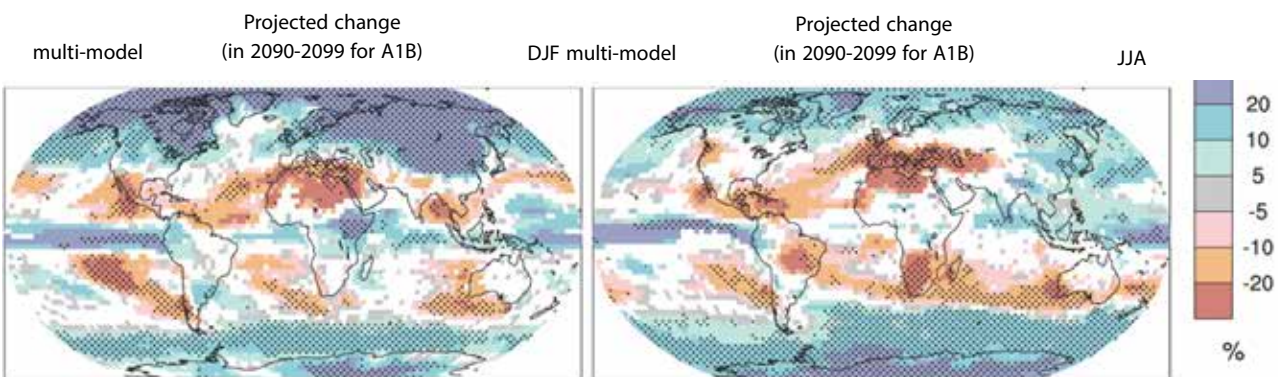 Projected change
Projected change
multi-model (in 2090-2099 for A1B) DJF multi-model (in 2090-2099 for A1B) JJA
20
10
5
-5
-10
-20
%